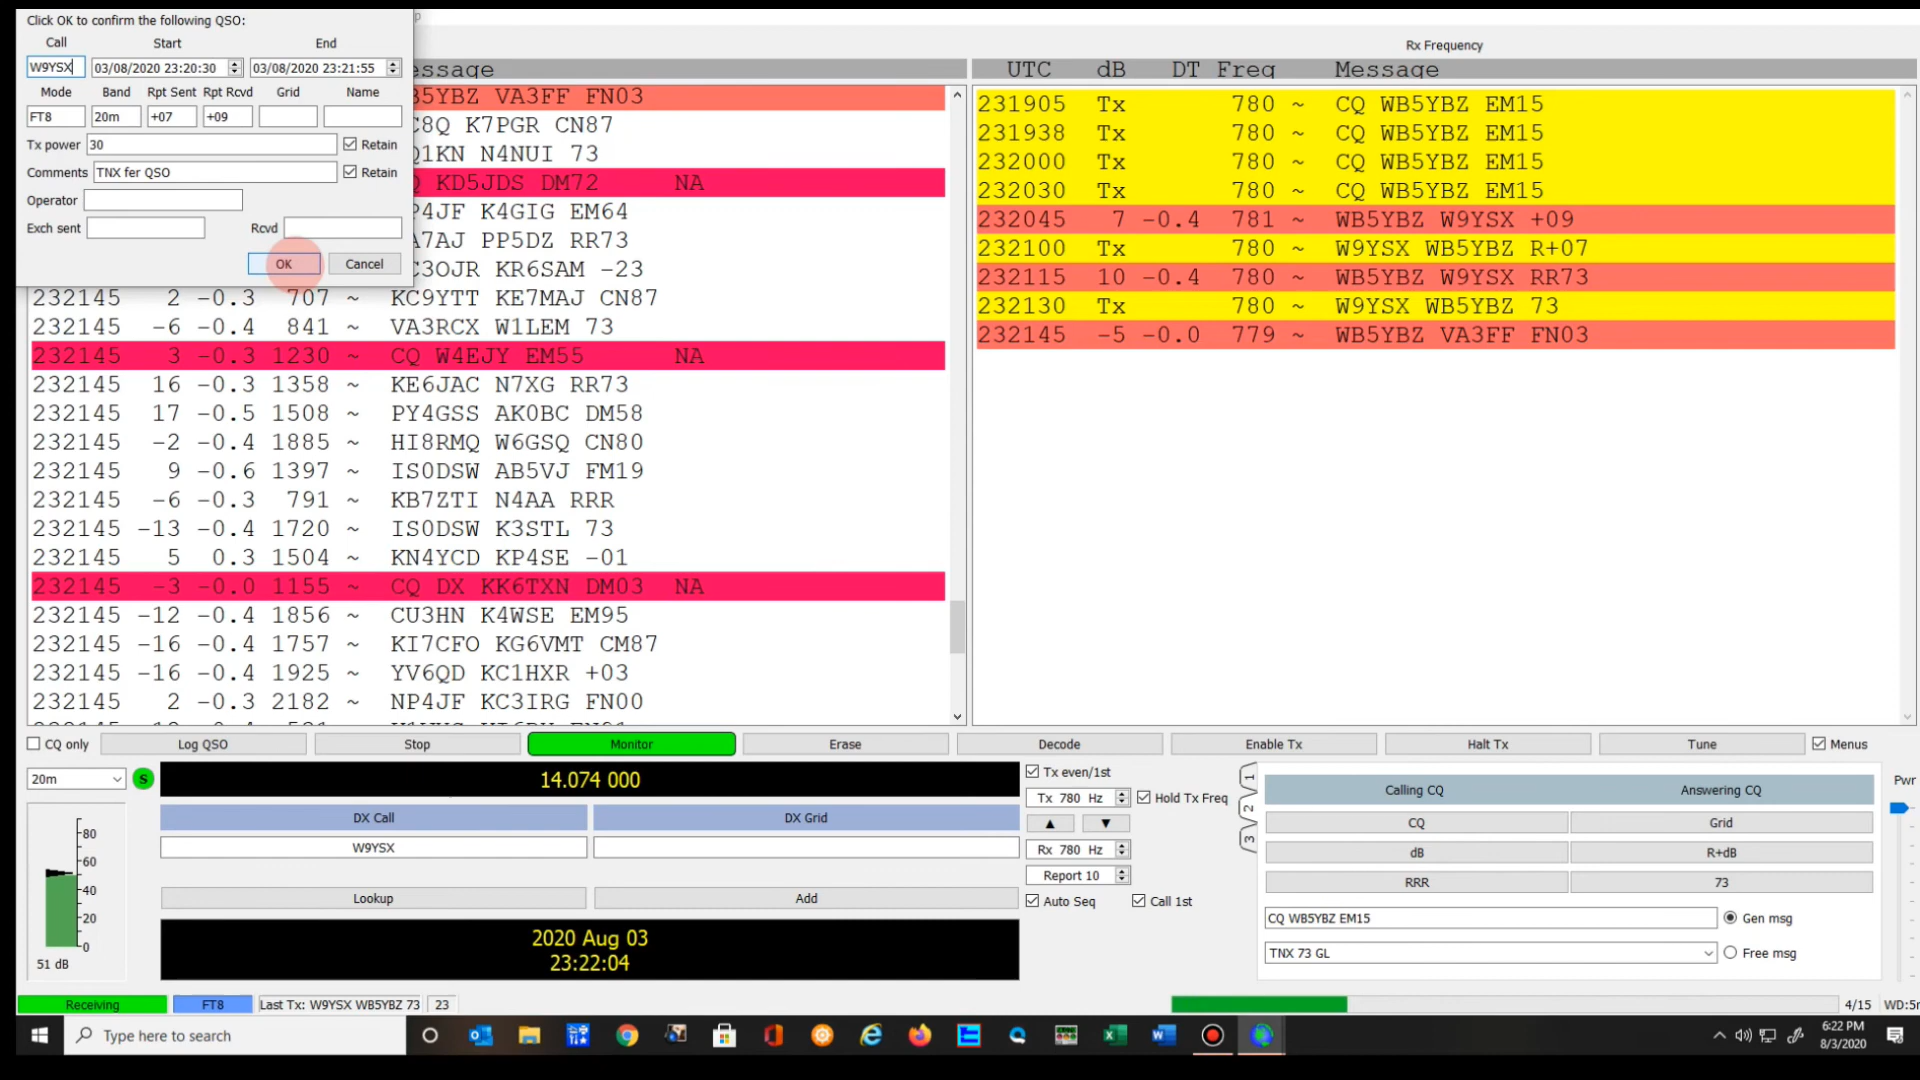 Click OK to confirm the following QSO:
Call Start End
W9YSX 03/08/2020 23:20:30 03/08/2020 23:21:55
Mode Band Rpt Sent Rpt Rcvd Grid Name
FT8 20m +07 +09
Tx power 30 Retain
Comments TNX fer QSO Retain
Operator
Exch sent Rcvd
OK Cancel
essage
B5YBZ VA3FF FN03
C8Q K7PGR CN87
Q1KN N4NUI 73
Q KD5JDS DM72 NA
P4JF K4GIG EM64
A7AJ PP5DZ RR73
C3OJR KR6SAM -23
232145 2 -0.3 707 ~ KC9YTT KE7MAJ CN87
232145 -6 -0.4 841 ~ VA3RCX W1LEM 73
232145 3 -0.3 1230 ~ CQ W4EJY EM55 NA
232145 16 -0.3 1358 ~ KE6JAC N7XG RR73
232145 17 -0.5 1508 ~ PY4GSS AK0BC DM58
232145 -2 -0.4 1885 ~ HI8RMQ W6GSQ CN80
232145 9 -0.6 1397 ~ IS0DSW AB5VJ FM19
232145 -6 -0.3 791 ~ KB7ZTI N4AA RRR
232145 -13 -0.4 1720 ~ IS0DSW K3STL 73
232145 5 0.3 1504 ~ KN4YCD KP4SE -01
232145 -3 -0.0 1155 ~ CQ DX KK6TXN DM03 NA
232145 -12 -0.4 1856 ~ CU3HN K4WSE EM95
232145 -16 -0.4 1757 ~ KI7CFO KG6VMT CM87
232145 -16 -0.4 1925 ~ YV6QD KC1HXR +03
232145 2 -0.3 2182 ~ NP4JF KC3IRG FN00
Rx Frequency
UTC dB DT Freq Message
231905 Tx 780 ~ CQ WB5YBZ EM15
231938 Tx 780 ~ CQ WB5YBZ EM15
232000 Tx 780 ~ CQ WB5YBZ EM15
232030 Tx 780 ~ CQ WB5YBZ EM15
232045 7 -0.4 781 ~ WB5YBZ W9YSX +09
232100 Tx 780 ~ W9YSX WB5YBZ R+07
232115 10 -0.4 780 ~ WB5YBZ W9YSX RR73
232130 Tx 780 ~ W9YSX WB5YBZ 73
232145 -5 -0.0 779 ~ WB5YBZ VA3FF FN03
CQ only Log QSO Stop Monitor Erase Decode Enable Tx Halt Tx Tune Menus
20m S 14.074 000
DX Call DX Grid
W9YSX
Lookup Add
2020 Aug 03
23:22:04
80
60
40
20
0
51 dB
Tx even/1st
Tx 780 Hz Hold Tx Freq
▲ ▼
Rx 780 Hz
Report 10
Auto Seq Call 1st
1
2
3
Calling CQ Answering CQ
CQ Grid
dB R+dB
RRR 73
CQ WB5YBZ EM15 Gen msg
TNX 73 GL Free msg
Pwr
Receiving FT8 Last Tx: W9YSX WB5YBZ 73 23 4/15 WD:5m
Type here to search
6:22 PM
8/3/2020